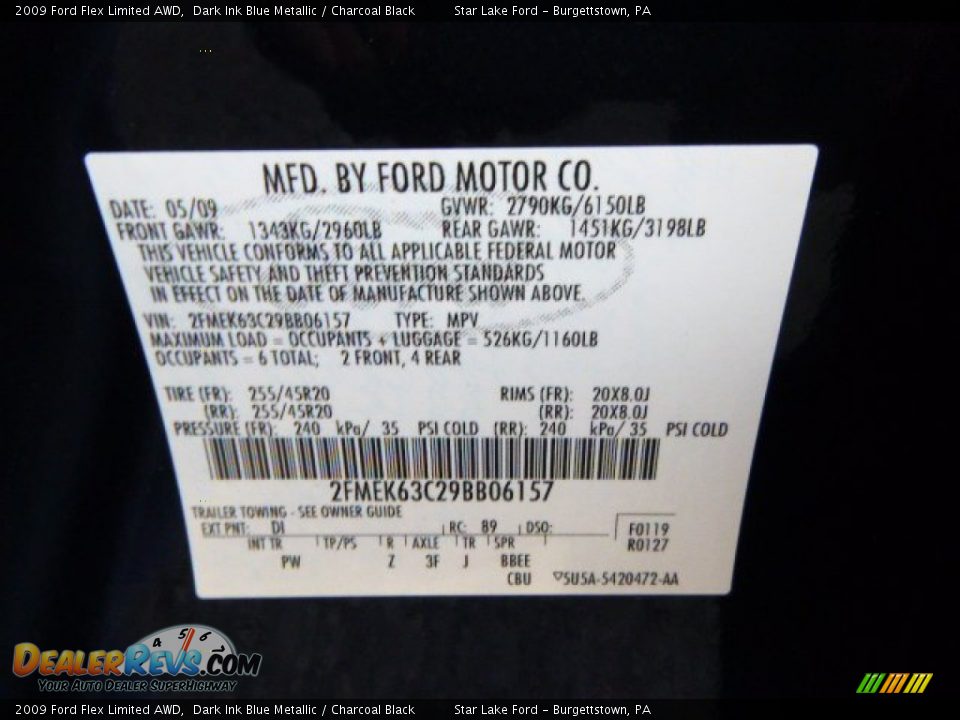 2009 Ford Flex Limited AWD, Dark Ink Blue Metallic / Charcoal Black Star Lake Ford - Burgettstown, PA
MFD. BY FORD MOTOR CO.
DATE: 05/09 GVWR: 2790KG/6150LB
FRONT GAWR: 1343KG/2960LB REAR GAWR: 1451KG/3198LB
THIS VEHICLE CONFORMS TO ALL APPLICABLE FEDERAL MOTOR
VEHICLE SAFETY AND THEFT PREVENTION STANDARDS
IN EFFECT ON THE DATE OF MANUFACTURE SHOWN ABOVE.
VIN: 2FMEK63C29BB06157 TYPE: MPV
MAXIMUM LOAD = OCCUPANTS + LUGGAGE = 526KG/1160LB
OCCUPANTS = 6 TOTAL; 2 FRONT, 4 REAR
TIRE (FR): 255/45R20 RIMS (FR): 20X8.0J
(RR): 255/45R20 (RR): 20X8.0J
PRESSURE (FR): 240 kPa/ 35 PSI COLD (RR): 240 kPa/ 35 PSI COLD
2FMEK63C29BB06157
TRAILER TOWING - SEE OWNER GUIDE
EXT PNT: DI RC: 89 DSO: F0119
R0127
INT TR TP/PS R AXLE TR SPR
PW Z 3F J BBEE
CBU 5U5A-5420472-AA
4 5 6
DEALERREVS.COM
YOUR AUTO DEALER SUPERHIGHWAY
2009 Ford Flex Limited AWD, Dark Ink Blue Metallic / Charcoal Black Star Lake Ford - Burgettstown, PA